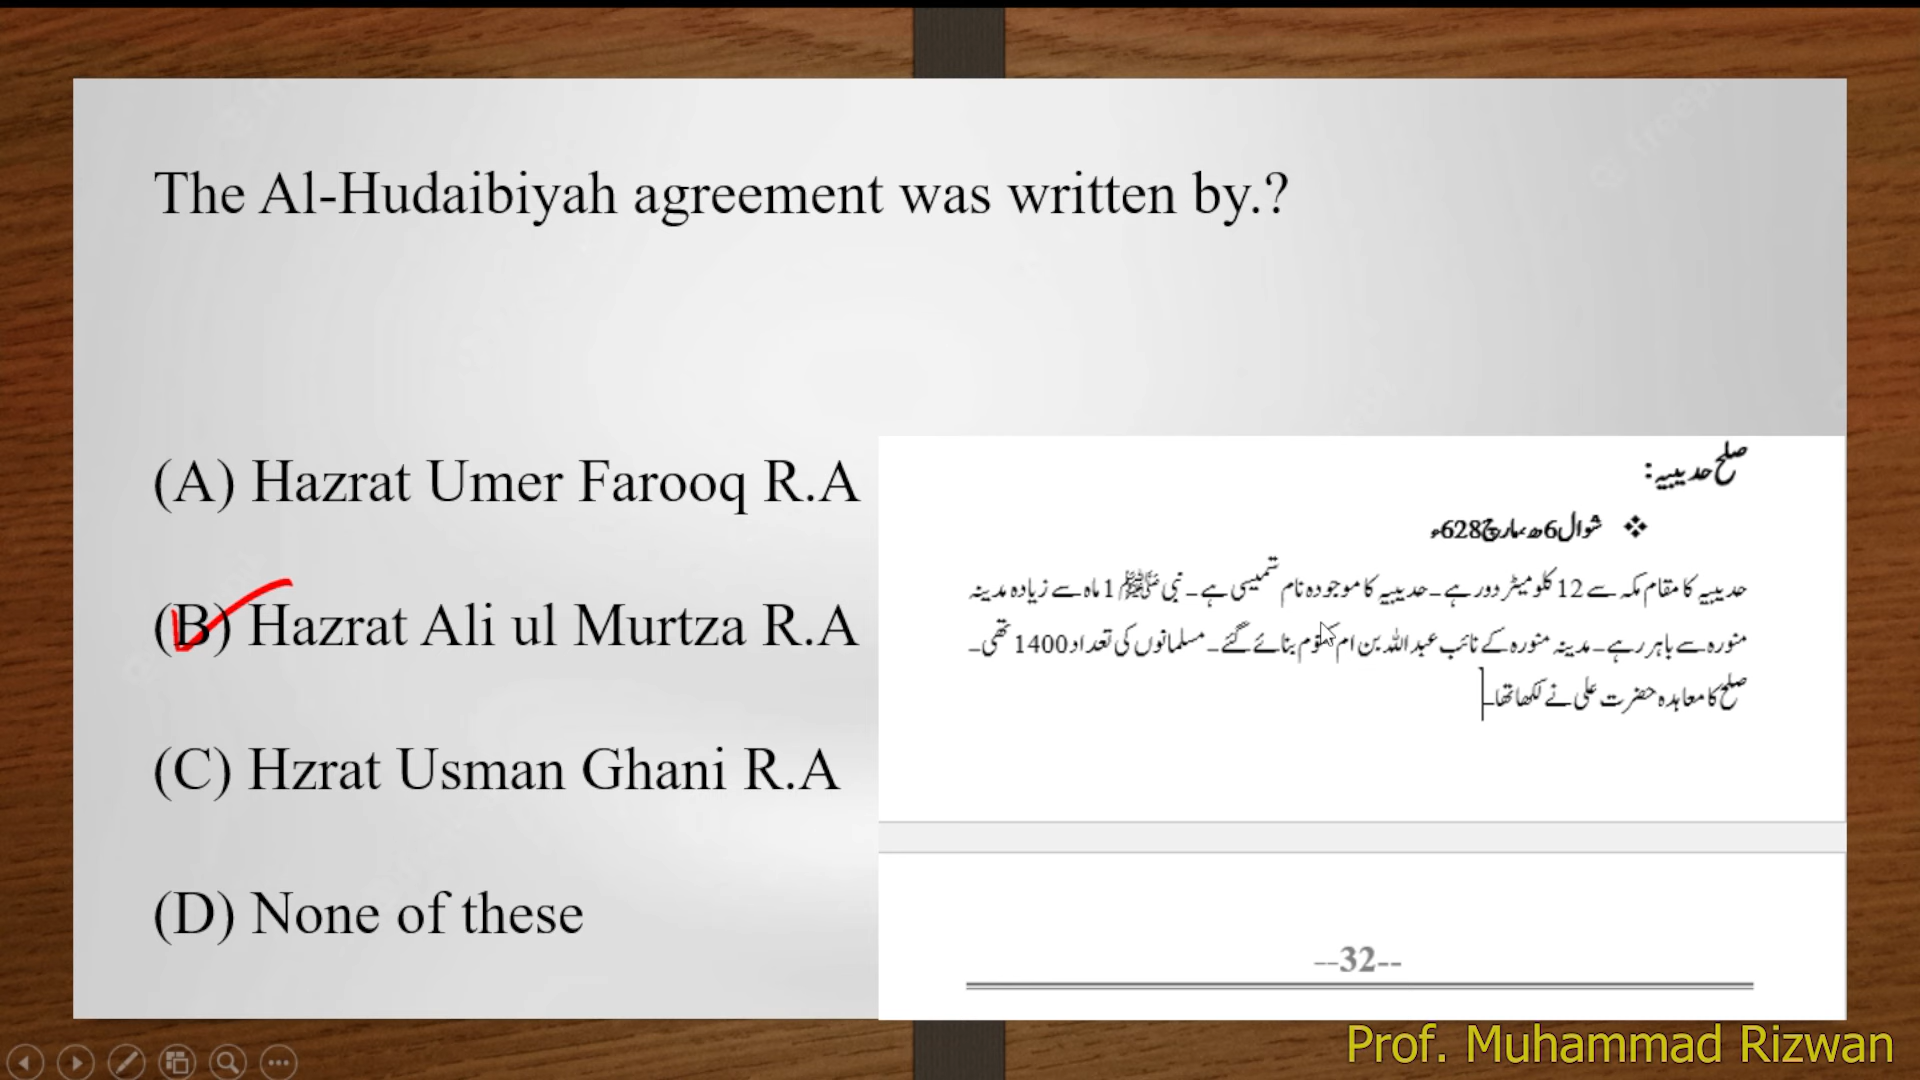 The Al-Hudaibiyah agreement was written by.?
(A) Hazrat Umer Farooq R.A
(B) Hazrat Ali ul Murtza R.A
(C) Hzrat Usman Ghani R.A
(D) None of these
صلح حدیبیہ:
❖ شوال 6ھ، مارچ 628ء
حدیبیہ کا مقام مکہ سے 12 کلومیٹر دور ہے۔ حدیبیہ کا موجودہ نام شمیسی ہے۔ نبی ﷺ 1 ماہ سے زیادہ مدینہ
منورہ سے باہر رہے۔ مدینہ منورہ کے نائب عبداللہ بن ام مکتوم بنائے گئے۔ مسلمانوں کی تعداد 1400 تھی۔
صلح کا معاہدہ حضرت علی نے لکھا تھا۔
--32--
Prof. Muhammad Rizwan